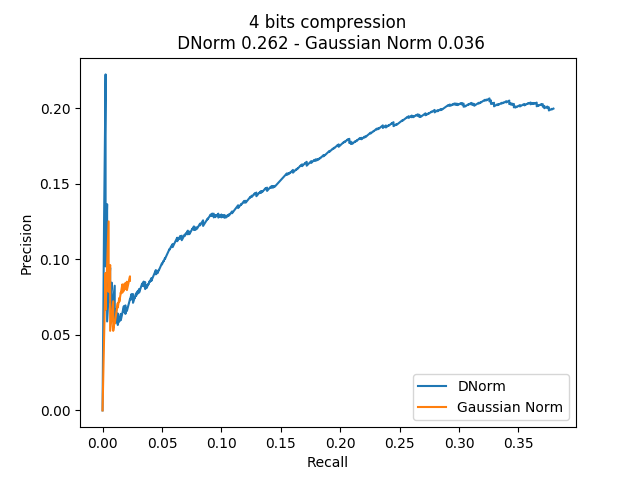 4 bits compression
DNorm 0.262 - Gaussian Norm 0.036
0.20
0.15
0.10
0.05
0.00
Precision
0.00 0.05 0.10 0.15 0.20 0.25 0.30 0.35
Recall
DNorm
Gaussian Norm